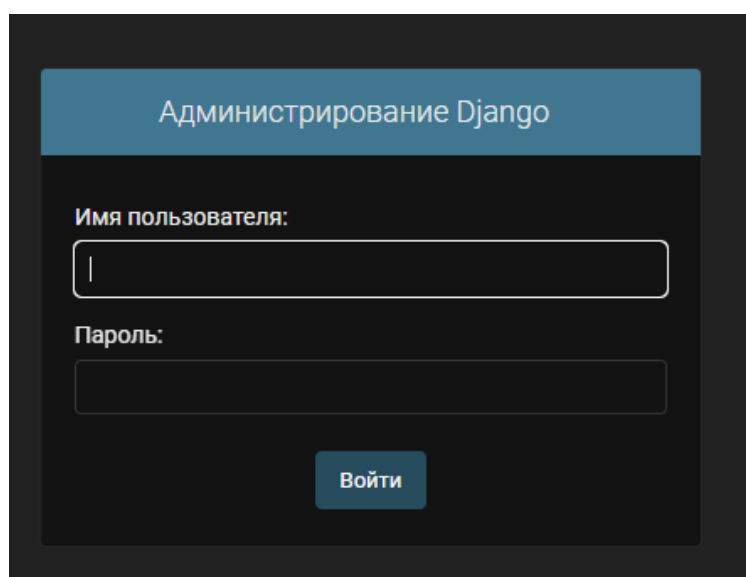 Администрирование Django
Имя пользователя:
Пароль:
Войти